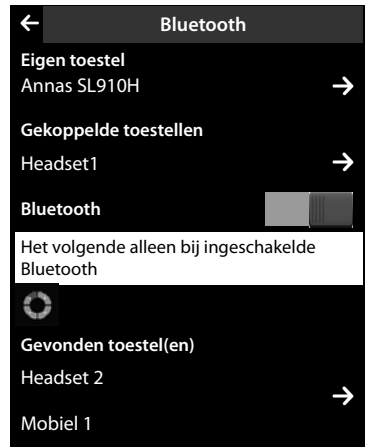 Bluetooth
Eigen toestel
Annas SL910H
Gekoppelde toestellen
Headset1
Bluetooth
Het volgende alleen bij ingeschakelde
Bluetooth
Gevonden toestel(en)
Headset 2
Mobiel 1